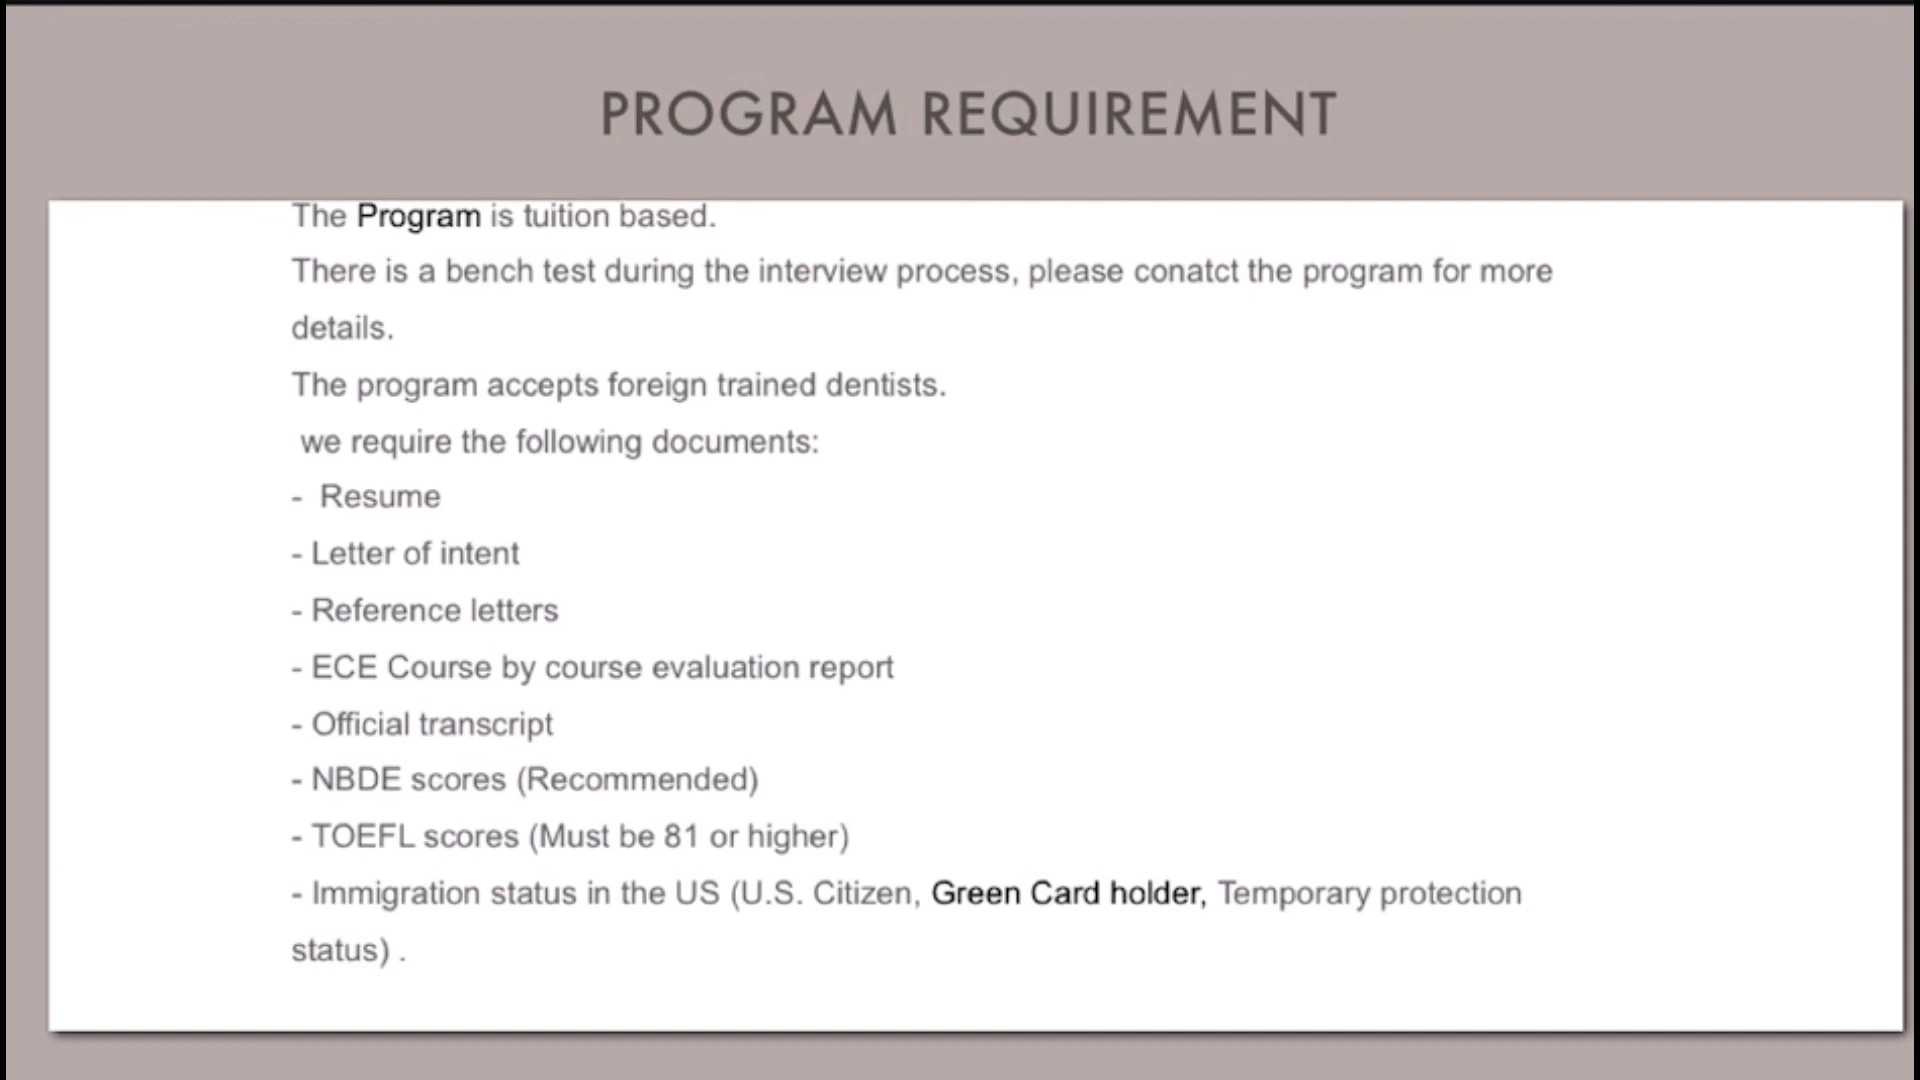 PROGRAM REQUIREMENT
The Program is tuition based.
There is a bench test during the interview process, please conatct the program for more
details.
The program accepts foreign trained dentists.
we require the following documents:
- Resume
- Letter of intent
- Reference letters
- ECE Course by course evaluation report
- Official transcript
- NBDE scores (Recommended)
- TOEFL scores (Must be 81 or higher)
- Immigration status in the US (U.S. Citizen, Green Card holder, Temporary protection
status) .